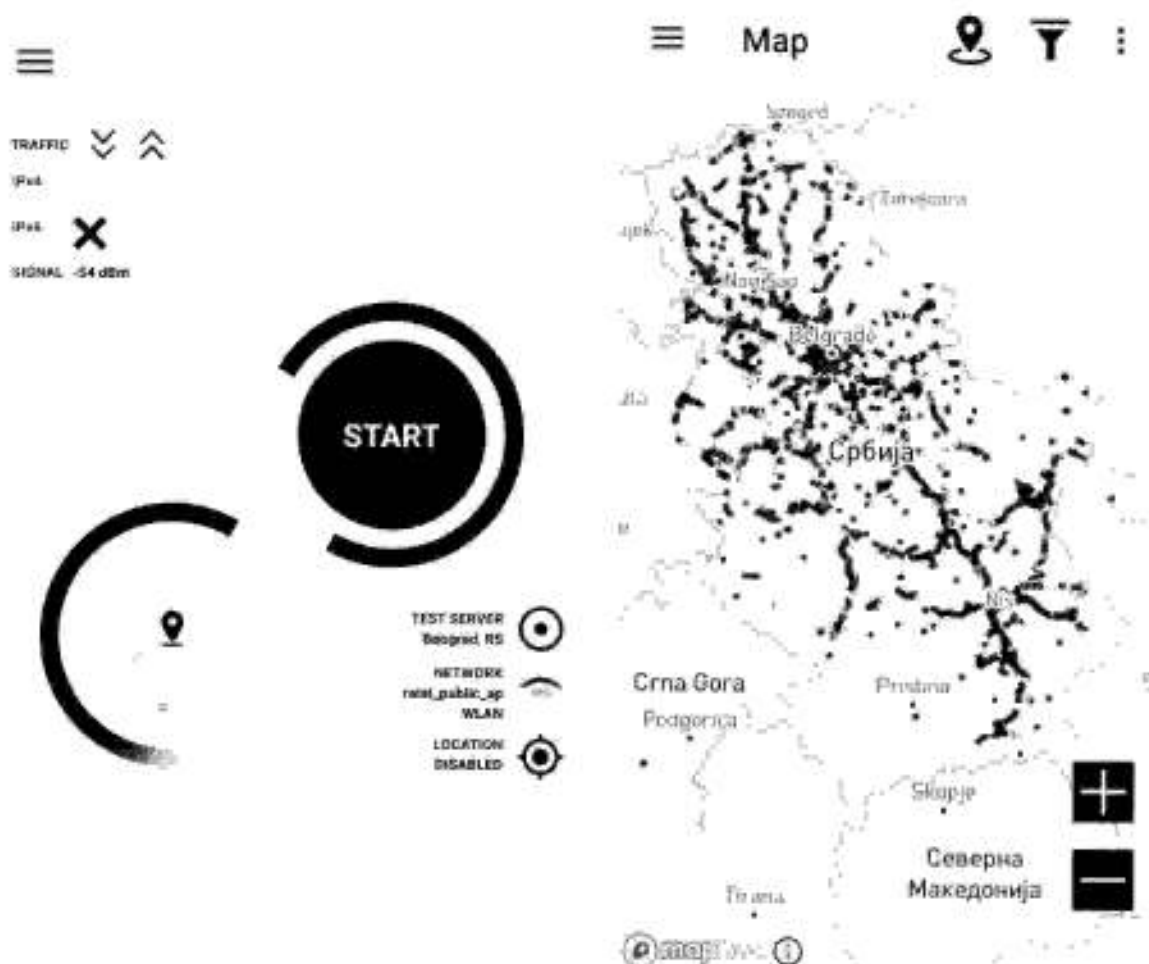 TRAFFIC
IPv4
IPv6
SIGNAL -54 dBm
START
TEST SERVER
Beograd, RS
NETWORK
ratel_public_ap
WLAN
LOCATION
DISABLED
Map
Szeged
Novi Sad
Belgrade
Србија
Niš
Crna Gora
Podgorica
Pristina
Skopje
Северна
Македонија
Tirana